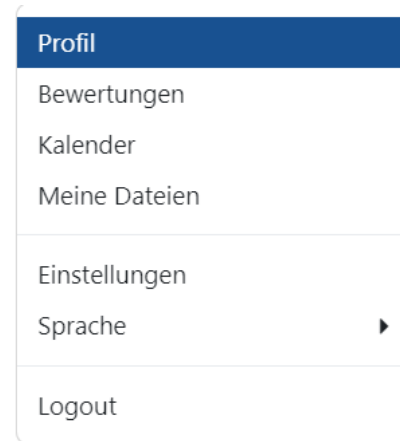 Profil
Bewertungen
Kalender
Meine Dateien
Einstellungen
Sprache
Logout